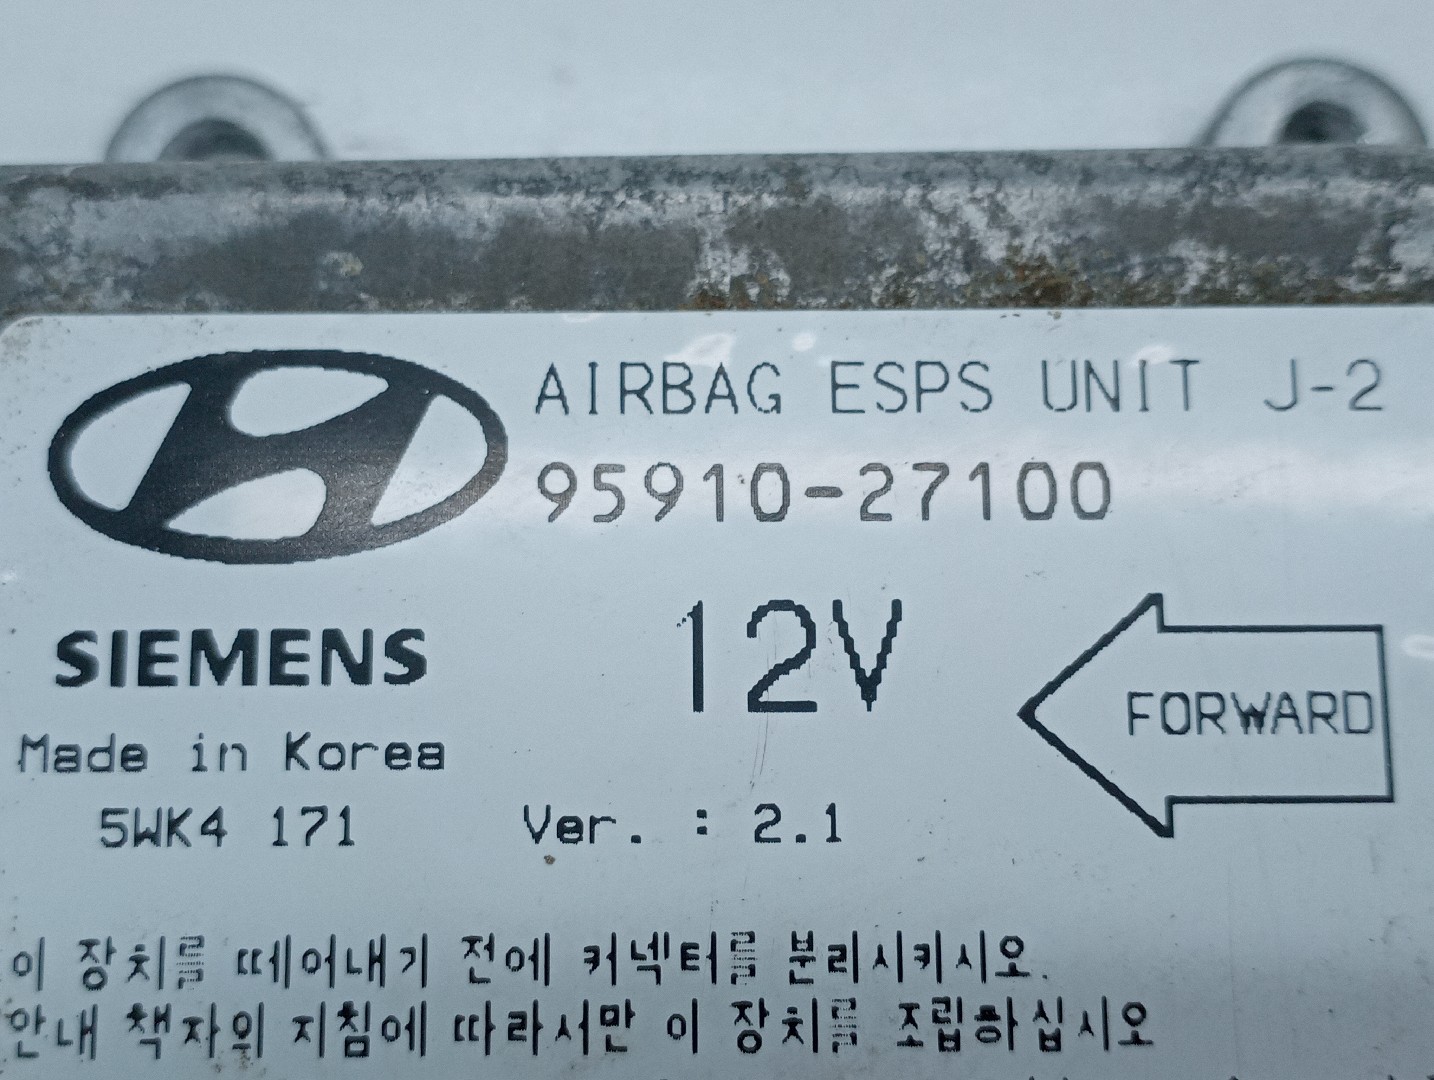 AIRBAG ESPS UNIT J-2
95910-27100
SIEMENS
12V
FORWARD
Made in Korea
5WK4 171
Ver. : 2.1
이 장치를 떼어내기 전에 커넥터를 분리시키시오.
안내 책자의 지침에 따라서만 이 장치를 조립하십시오